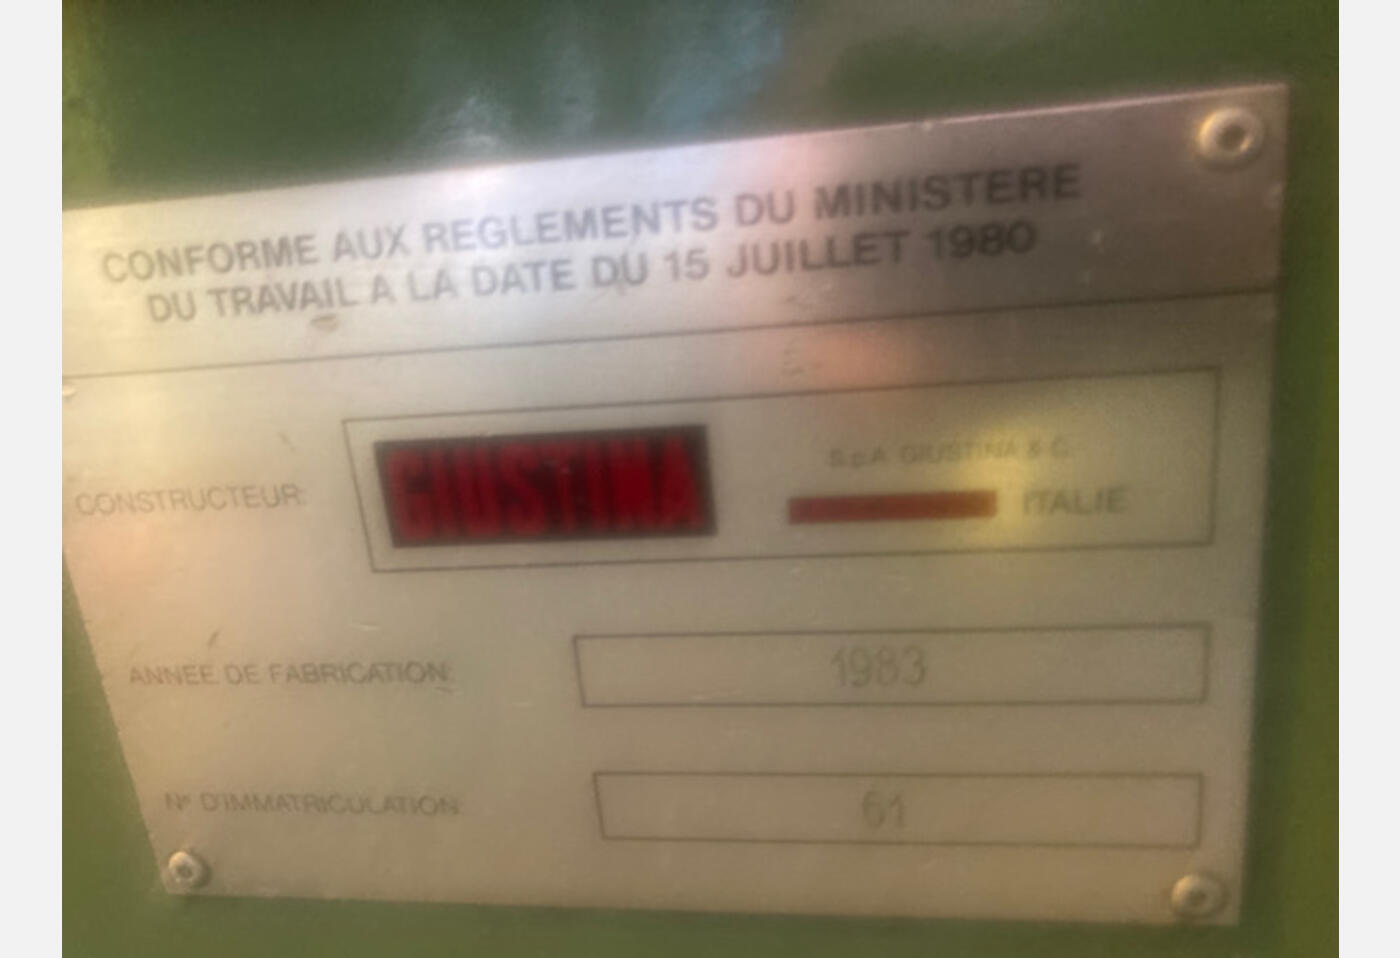 CONFORME AUX REGLEMENTS DU MINISTERE
DU TRAVAIL A LA DATE DU 15 JUILLET 1980
CONSTRUCTEUR:
GIUSTINA
S.p.A. GIUSTINA & C.
ITALIE
ANNEE DE FABRICATION:
1983
N° D'IMMATRICULATION:
61